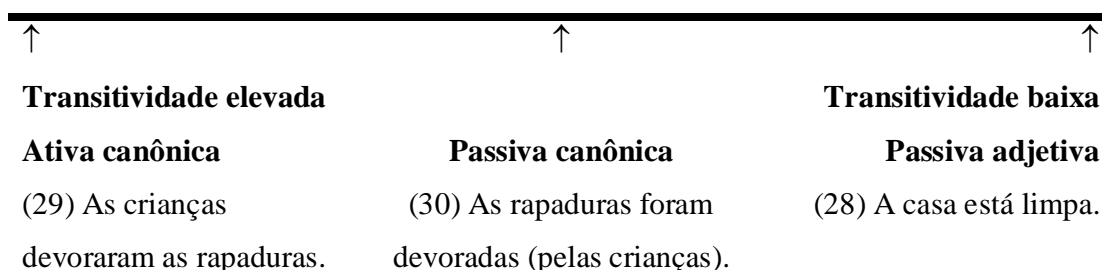 ↑ ↑ ↑
Transitividade elevada Transitividade baixa
Ativa canônica Passiva canônica Passiva adjetiva
(29) As crianças (30) As rapaduras foram (28) A casa está limpa.
devoraram as rapaduras. devoradas (pelas crianças).